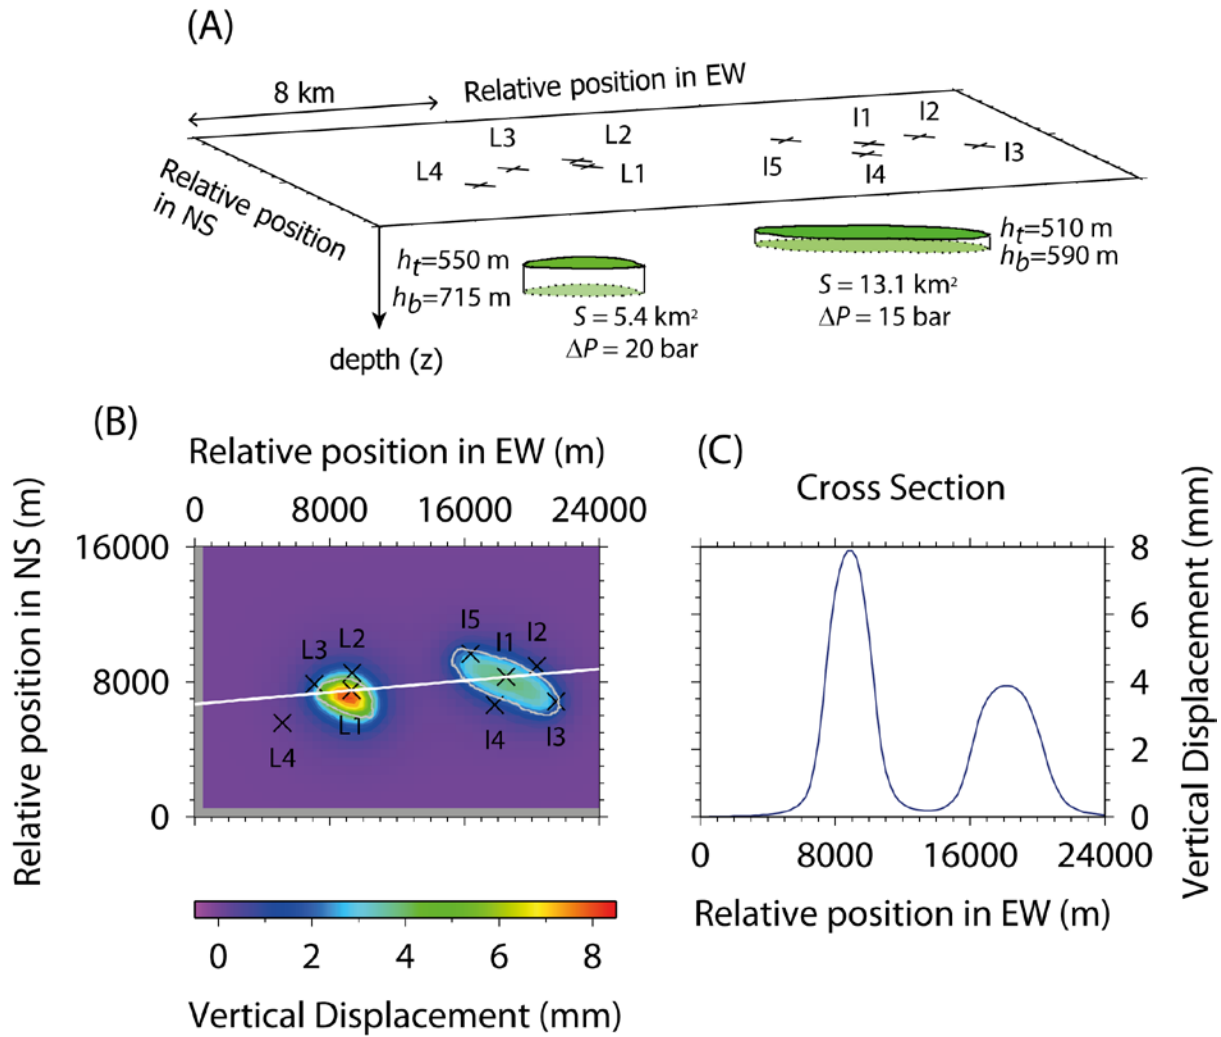 (A)
8 km
Relative position in EW
L3
L2
L4
L1
I1
I2
I5
I4
I3
Relative position
in NS
ht=550 m
hb=715 m
S = 5.4 km²
ΔP = 20 bar
ht=510 m
hb=590 m
S = 13.1 km²
ΔP = 15 bar
depth (z)
(B)
Relative position in EW (m)
0 8000 16000 24000
Relative position in NS (m)
16000
8000
0
L3
L2
L1
L4
I5
I1
I2
I4
I3
0 2 4 6 8
Vertical Displacement (mm)
(C)
Cross Section
8
6
4
2
0
Vertical Displacement (mm)
0 8000 16000 24000
Relative position in EW (m)